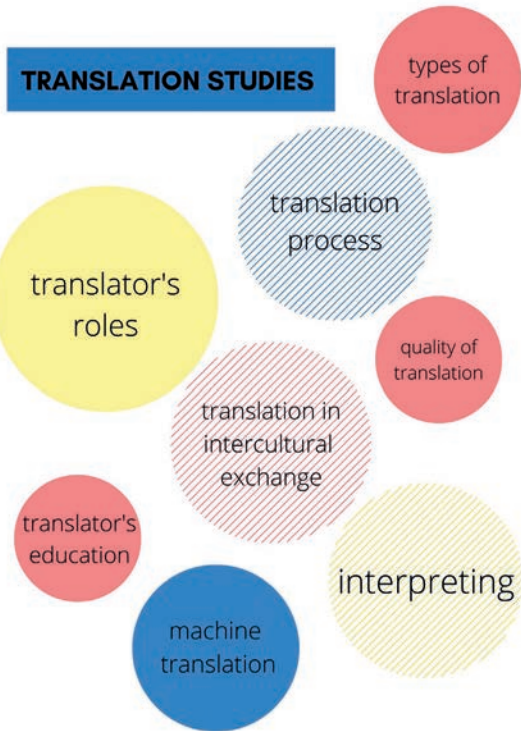 TRANSLATION STUDIES
types of
translation
translation
process
translator's
roles
quality of
translation
translation in
intercultural
exchange
translator's
education
interpreting
machine
translation